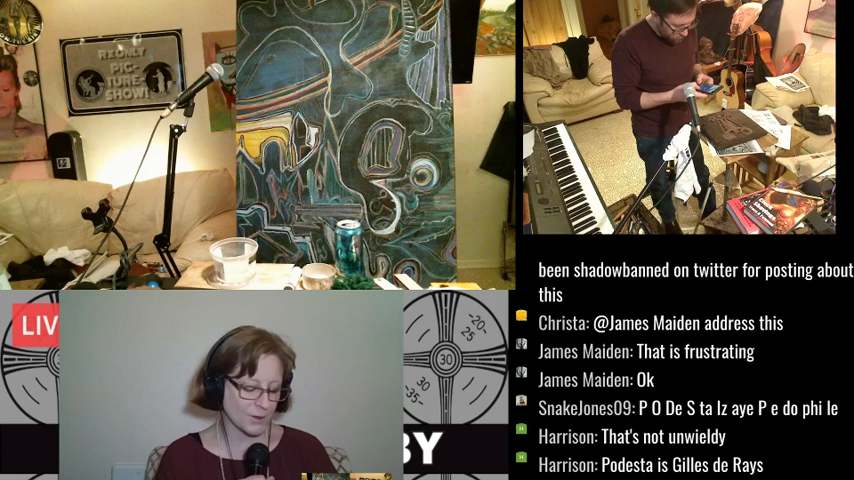 RZONLY
PIC-
TIRE-
SHOW!
LIV
-20-
25
30
30
-35-
BY
been shadowbanned on twitter for posting about
this
Christa: @James Maiden address this
James Maiden: That is frustrating
James Maiden: Ok
SnakeJones09: P O De S ta Iz aye P e do phi le
Harrison: That's not unwieldy
Harrison: Podesta is Gilles de Rays